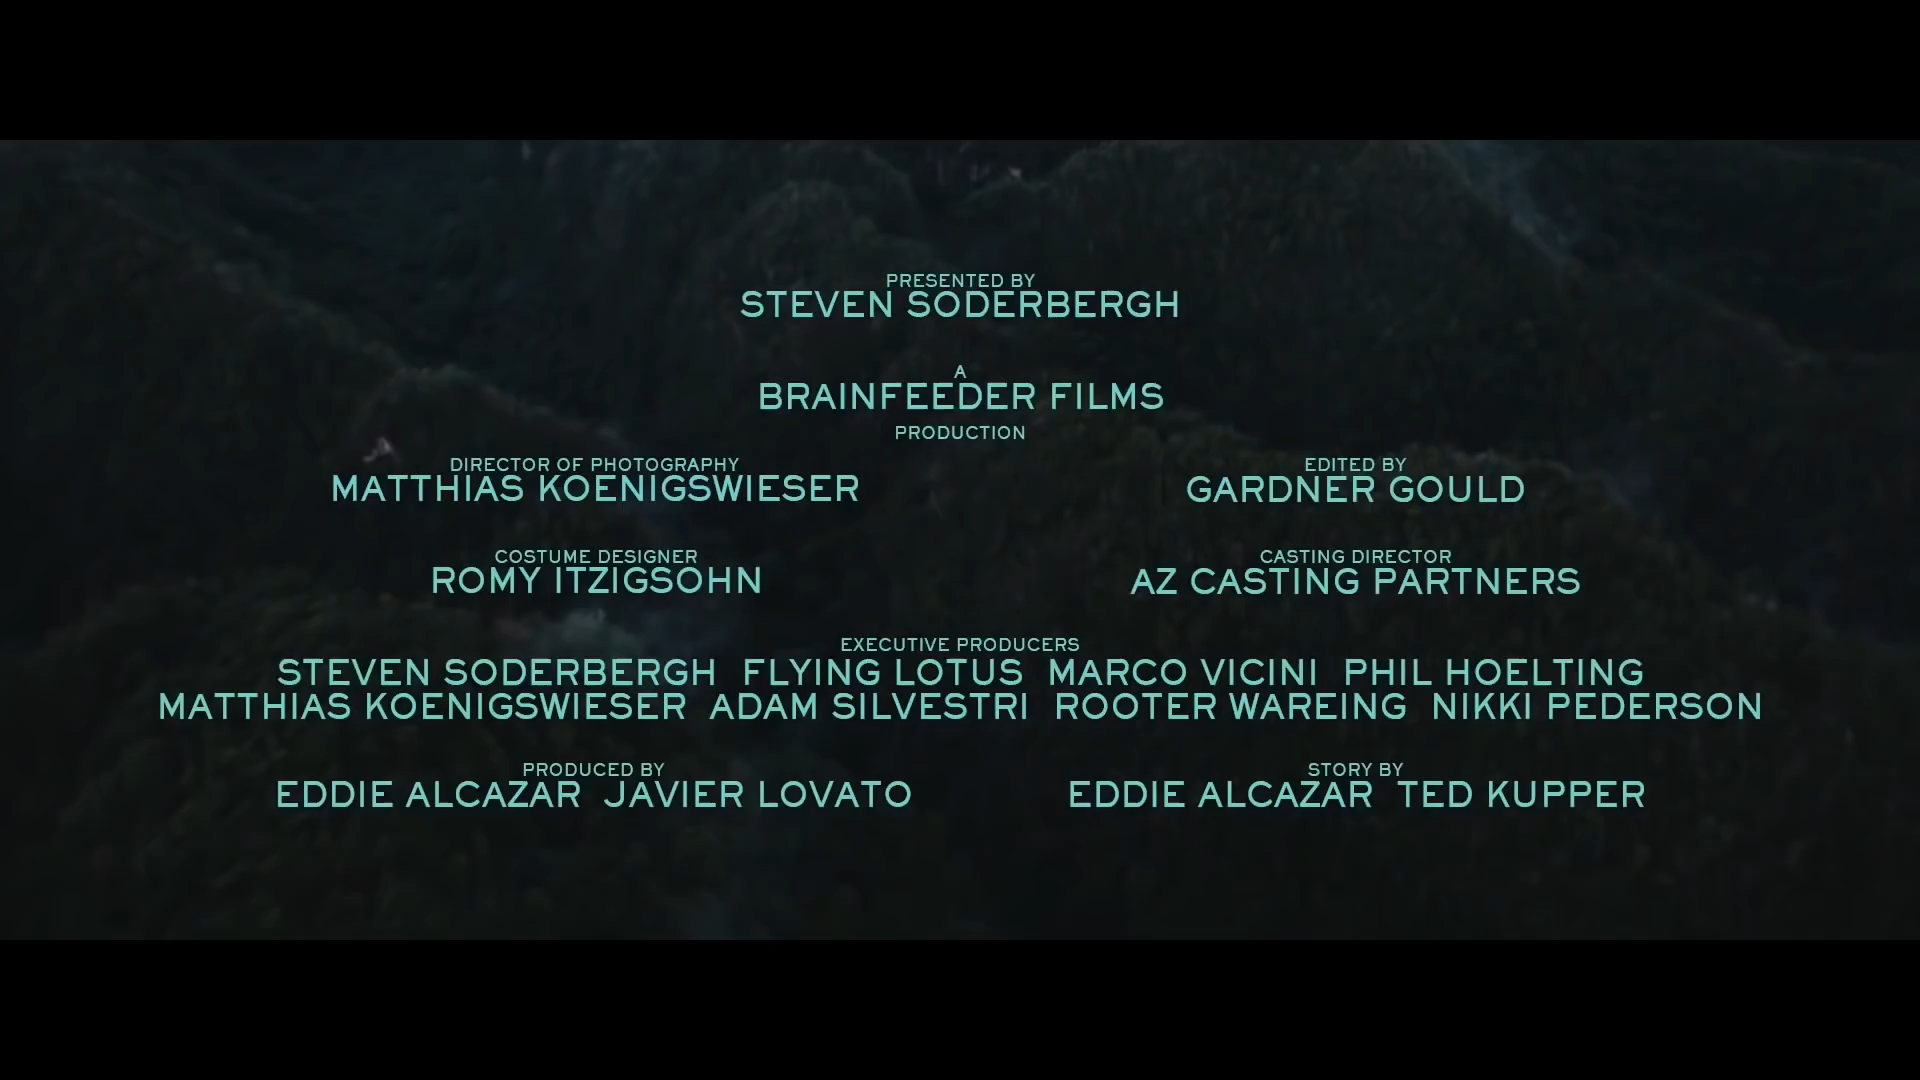 PRESENTED BY
STEVEN SODERBERGH
A
BRAINFEEDER FILMS
PRODUCTION
DIRECTOR OF PHOTOGRAPHY
MATTHIAS KOENIGSWIESER
EDITED BY
GARDNER GOULD
COSTUME DESIGNER
ROMY ITZIGSOHN
CASTING DIRECTOR
AZ CASTING PARTNERS
EXECUTIVE PRODUCERS
STEVEN SODERBERGH FLYING LOTUS MARCO VICINI PHIL HOELTING
MATTHIAS KOENIGSWIESER ADAM SILVESTRI ROOTER WAREING NIKKI PEDERSON
PRODUCED BY
EDDIE ALCAZAR JAVIER LOVATO
STORY BY
EDDIE ALCAZAR TED KUPPER